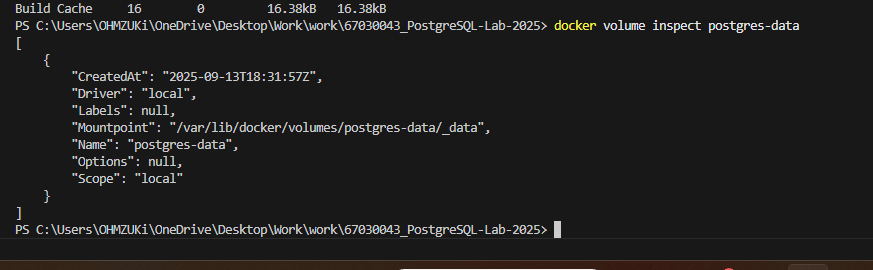 Build Cache     16        0         16.38kB   16.38kB
PS C:\Users\OHMZUKi\OneDrive\Desktop\Work\work\67030043_PostgreSQL-Lab-2025> docker volume inspect postgres-data
[
    {
        "CreatedAt": "2025-09-13T18:31:57Z",
        "Driver": "local",
        "Labels": null,
        "Mountpoint": "/var/lib/docker/volumes/postgres-data/_data",
        "Name": "postgres-data",
        "Options": null,
        "Scope": "local"
    }
]
PS C:\Users\OHMZUKi\OneDrive\Desktop\Work\work\67030043_PostgreSQL-Lab-2025>